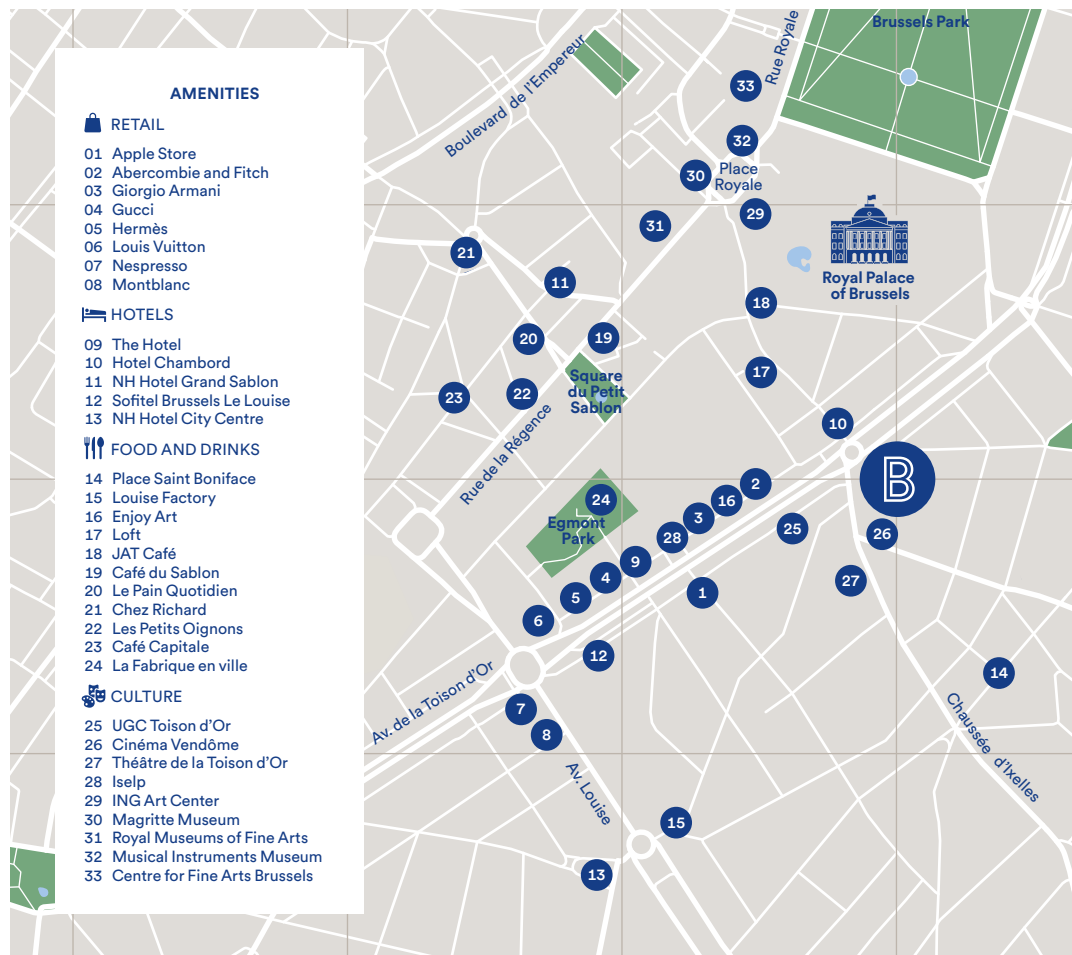 AMENITIES
RETAIL
01 Apple Store
02 Abercombie and Fitch
03 Giorgio Armani
04 Gucci
05 Hermès
06 Louis Vuitton
07 Nespresso
08 Montblanc
HOTELS
09 The Hotel
10 Hotel Chambord
11 NH Hotel Grand Sablon
12 Sofitel Brussels Le Louise
13 NH Hotel City Centre
FOOD AND DRINKS
14 Place Saint Boniface
15 Louise Factory
16 Enjoy Art
17 Loft
18 JAT Café
19 Café du Sablon
20 Le Pain Quotidien
21 Chez Richard
22 Les Petits Oignons
23 Café Capitale
24 La Fabrique en ville
CULTURE
25 UGC Toison d'Or
26 Cinéma Vendôme
27 Théâtre de la Toison d'Or
28 Iselp
29 ING Art Center
30 Magritte Museum
31 Royal Museums of Fine Arts
32 Musical Instruments Museum
33 Centre for Fine Arts Brussels
Brussels Park
Rue Royale
Boulevard de l'Empereur
33
32
30
Place
Royale
29
31
21
Royal Palace
of Brussels
11
18
20
19
17
Square
du Petit
Sablon
23
22
10
Rue de la Régence
B
2
24
16
3
Egmont
Park
25
26
28
9
4
27
1
5
6
12
14
Av. de la Toison d'Or
7
8
Chaussée d'Ixelles
Av. Louise
15
13